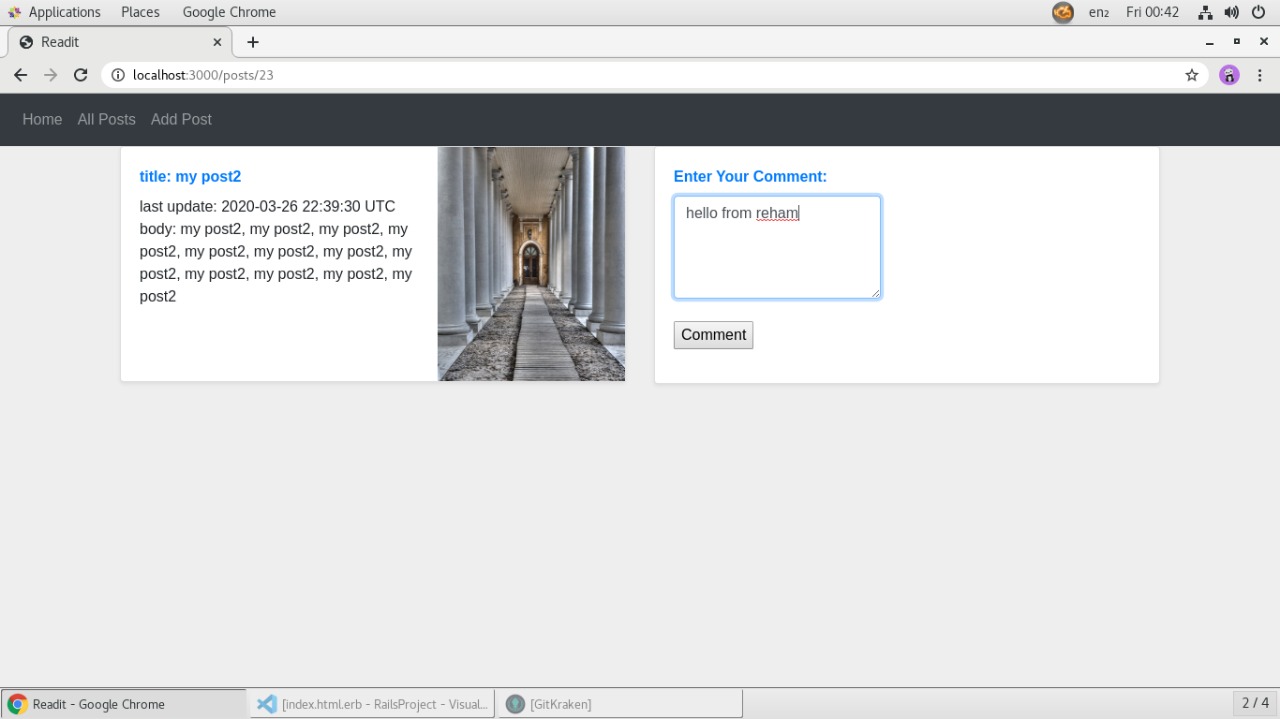 Applications Places Google Chrome en₂ Fri 00:42
Readit
localhost:3000/posts/23
Home All Posts Add Post
title: my post2
last update: 2020-03-26 22:39:30 UTC
body: my post2, my post2, my post2, my
post2, my post2, my post2, my post2, my
post2, my post2, my post2, my post2, my
post2
Enter Your Comment:
hello from reham
Comment
Readit - Google Chrome [index.html.erb - RailsProject - Visual... [GitKraken] 2 / 4